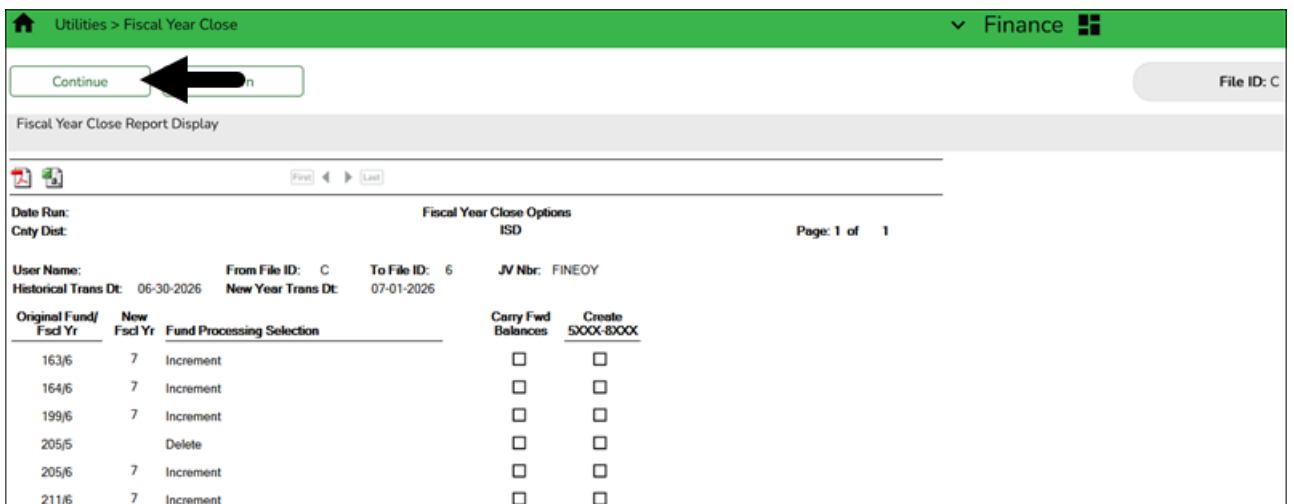 Utilities > Fiscal Year Close
Finance
Continue
File ID: C
Fiscal Year Close Report Display
First Last
Date Run: Fiscal Year Close Options
Cnty Dist: ISD Page: 1 of 1
User Name: From File ID: C To File ID: 6 JV Nbr: FINEOY
Historical Trans Dt: 06-30-2026 New Year Trans Dt: 07-01-2026
Original Fund/ New Carry Fwd Create
Fscl Yr Fscl Yr Fund Processing Selection Balances 5XXX-8XXX
163/6 7 Increment
164/6 7 Increment
199/6 7 Increment
205/5 Delete
205/6 7 Increment
211/6 7 Increment